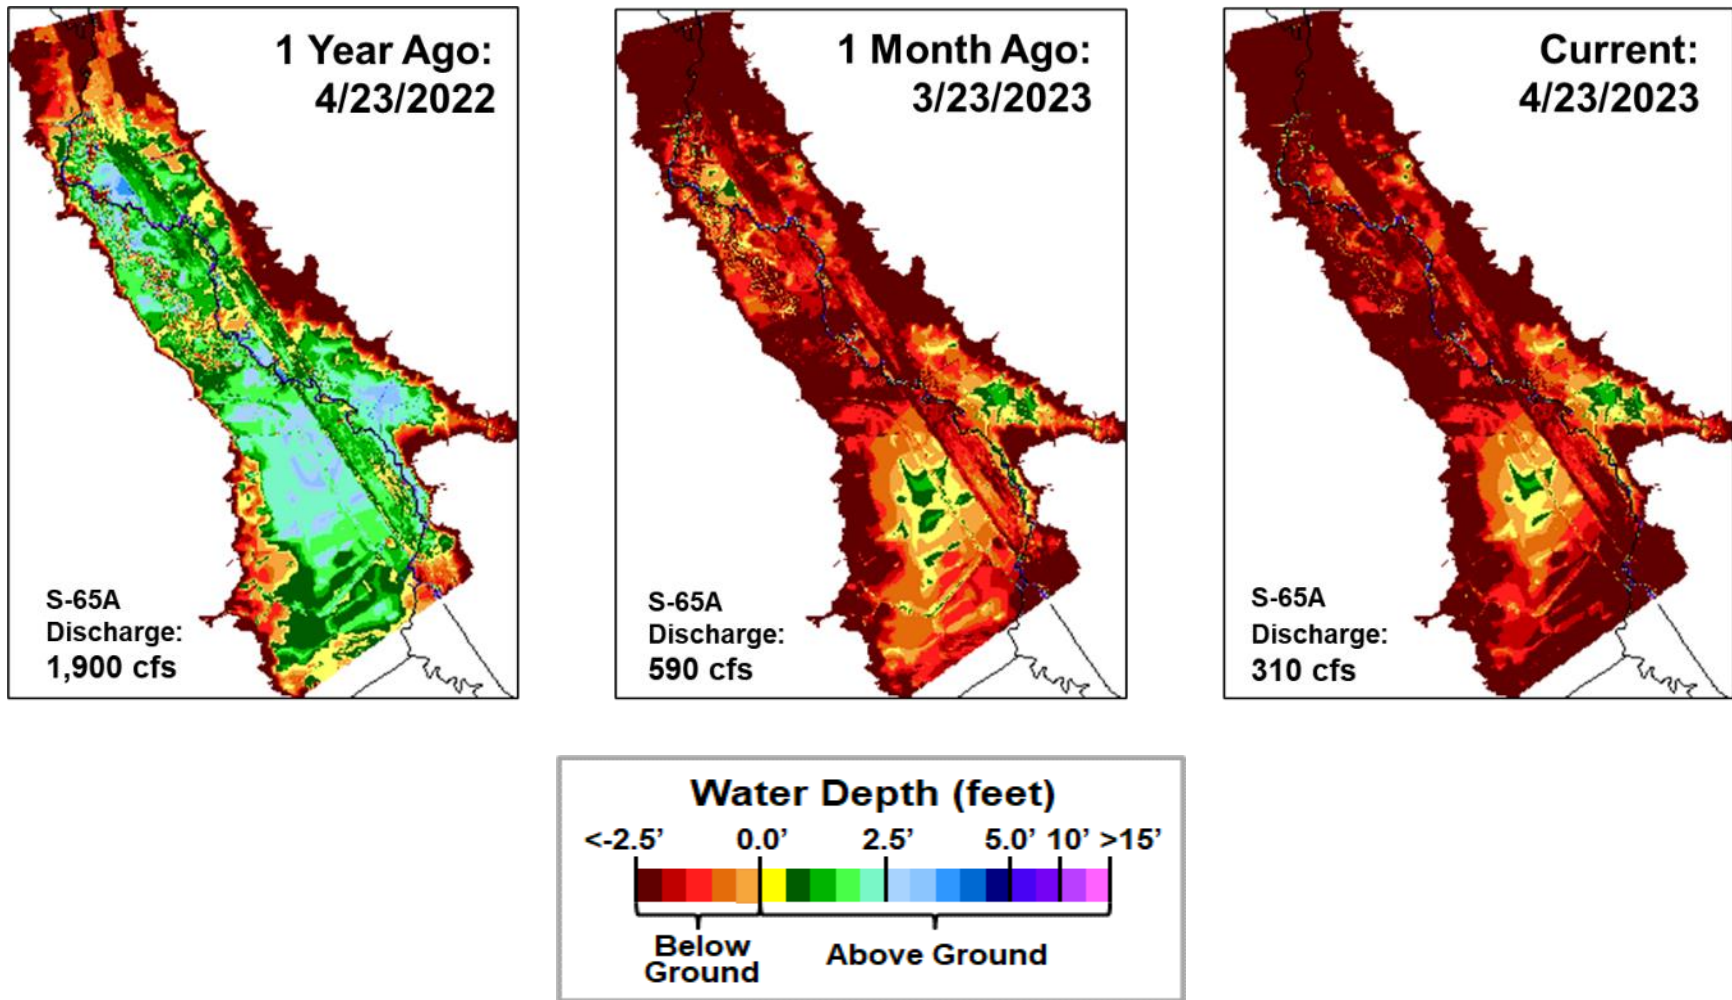 1 Year Ago:
4/23/2022
S-65A
Discharge:
1,900 cfs
1 Month Ago:
3/23/2023
S-65A
Discharge:
590 cfs
Current:
4/23/2023
S-65A
Discharge:
310 cfs
Water Depth (feet)
<-2.5’ 0.0’ 2.5’ 5.0’ 10’ >15’
Below
Ground
Above Ground